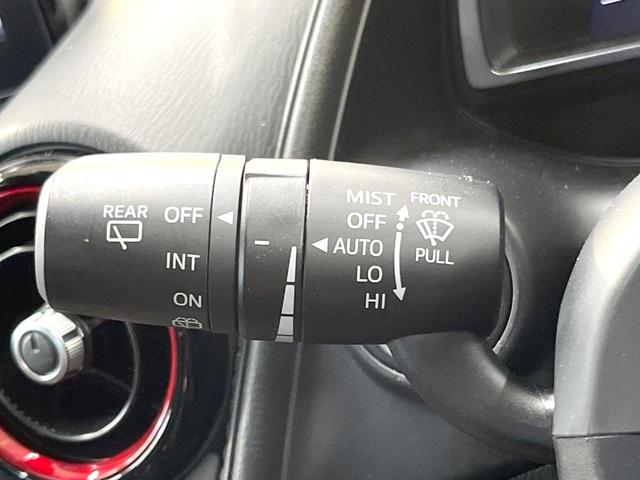 REAR
OFF
INT
ON
MIST
OFF
AUTO
LO
HI
FRONT
PULL